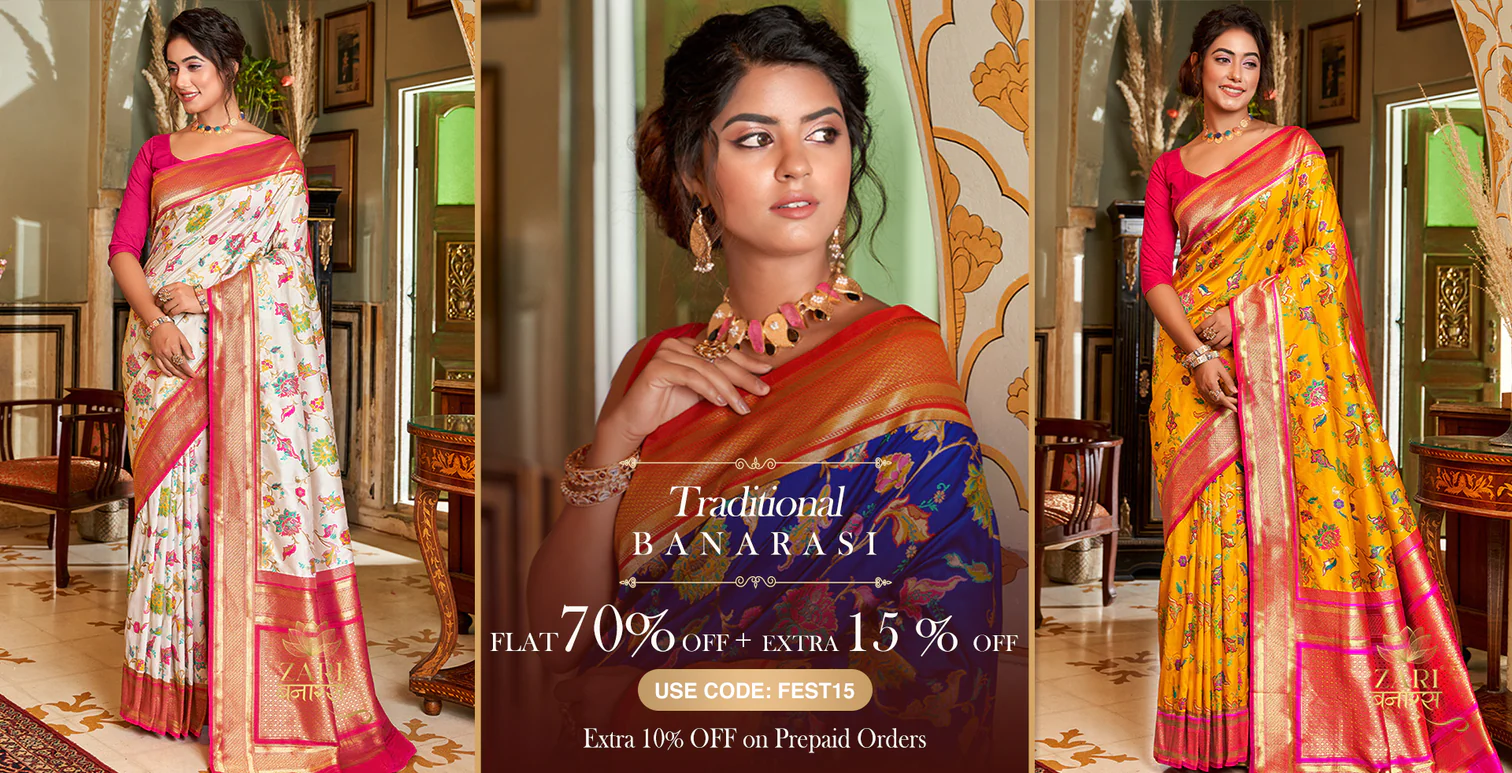 Traditional
BANARASI
FLAT 70% OFF + EXTRA 15 % OFF
USE CODE: FEST15
Extra 10% OFF on Prepaid Orders
ZARI
बनारस
ZARI
बनारस